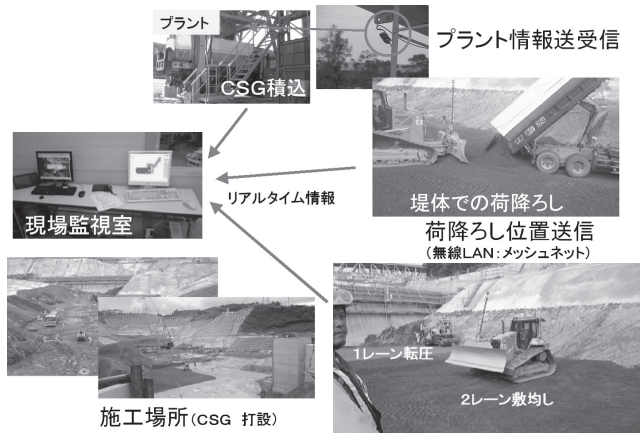 プラント
CSG積込
プラント情報送受信
堤体での荷降ろし
荷降ろし位置送信
(無線LAN:メッシュネット)
現場監視室
リアルタイム情報
1レーン転圧
2レーン敷均し
施工場所(CSG 打設)